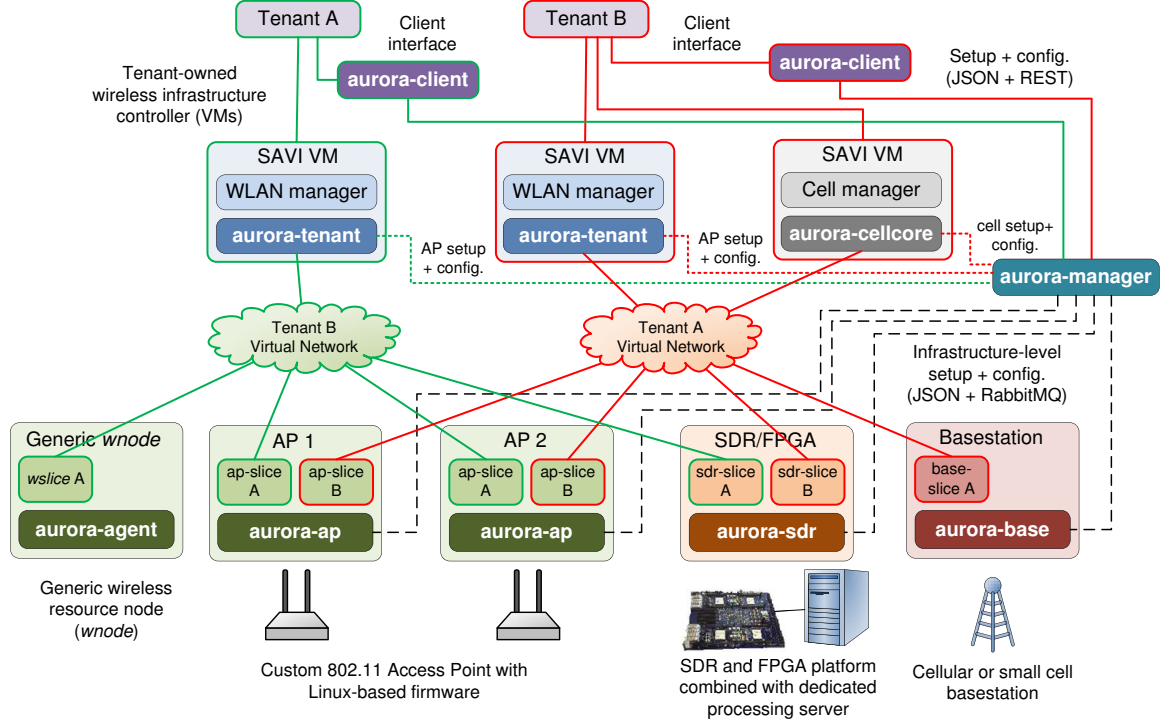 Tenant A
Client
interface
aurora-client
Tenant B
Client
interface
aurora-client
Setup + config.
(JSON + REST)
Tenant-owned
wireless infrastructure
controller (VMs)
SAVI VM
WLAN manager
aurora-tenant
SAVI VM
WLAN manager
aurora-tenant
SAVI VM
Cell manager
aurora-cellcore
AP setup
+ config.
AP setup
+ config.
cell setup+
config.
aurora-manager
Tenant B
Virtual Network
Tenant A
Virtual Network
Infrastructure-level
setup + config.
(JSON + RabbitMQ)
Generic wnode
wslice A
aurora-agent
AP 1
ap-slice
A
ap-slice
B
aurora-ap
AP 2
ap-slice
A
ap-slice
B
aurora-ap
SDR/FPGA
sdr-slice
A
sdr-slice
B
aurora-sdr
Basestation
base-
slice A
aurora-base
Generic wireless
resource node
(wnode)
Custom 802.11 Access Point with
Linux-based firmware
SDR and FPGA platform
combined with dedicated
processing server
Cellular or small cell
basestation